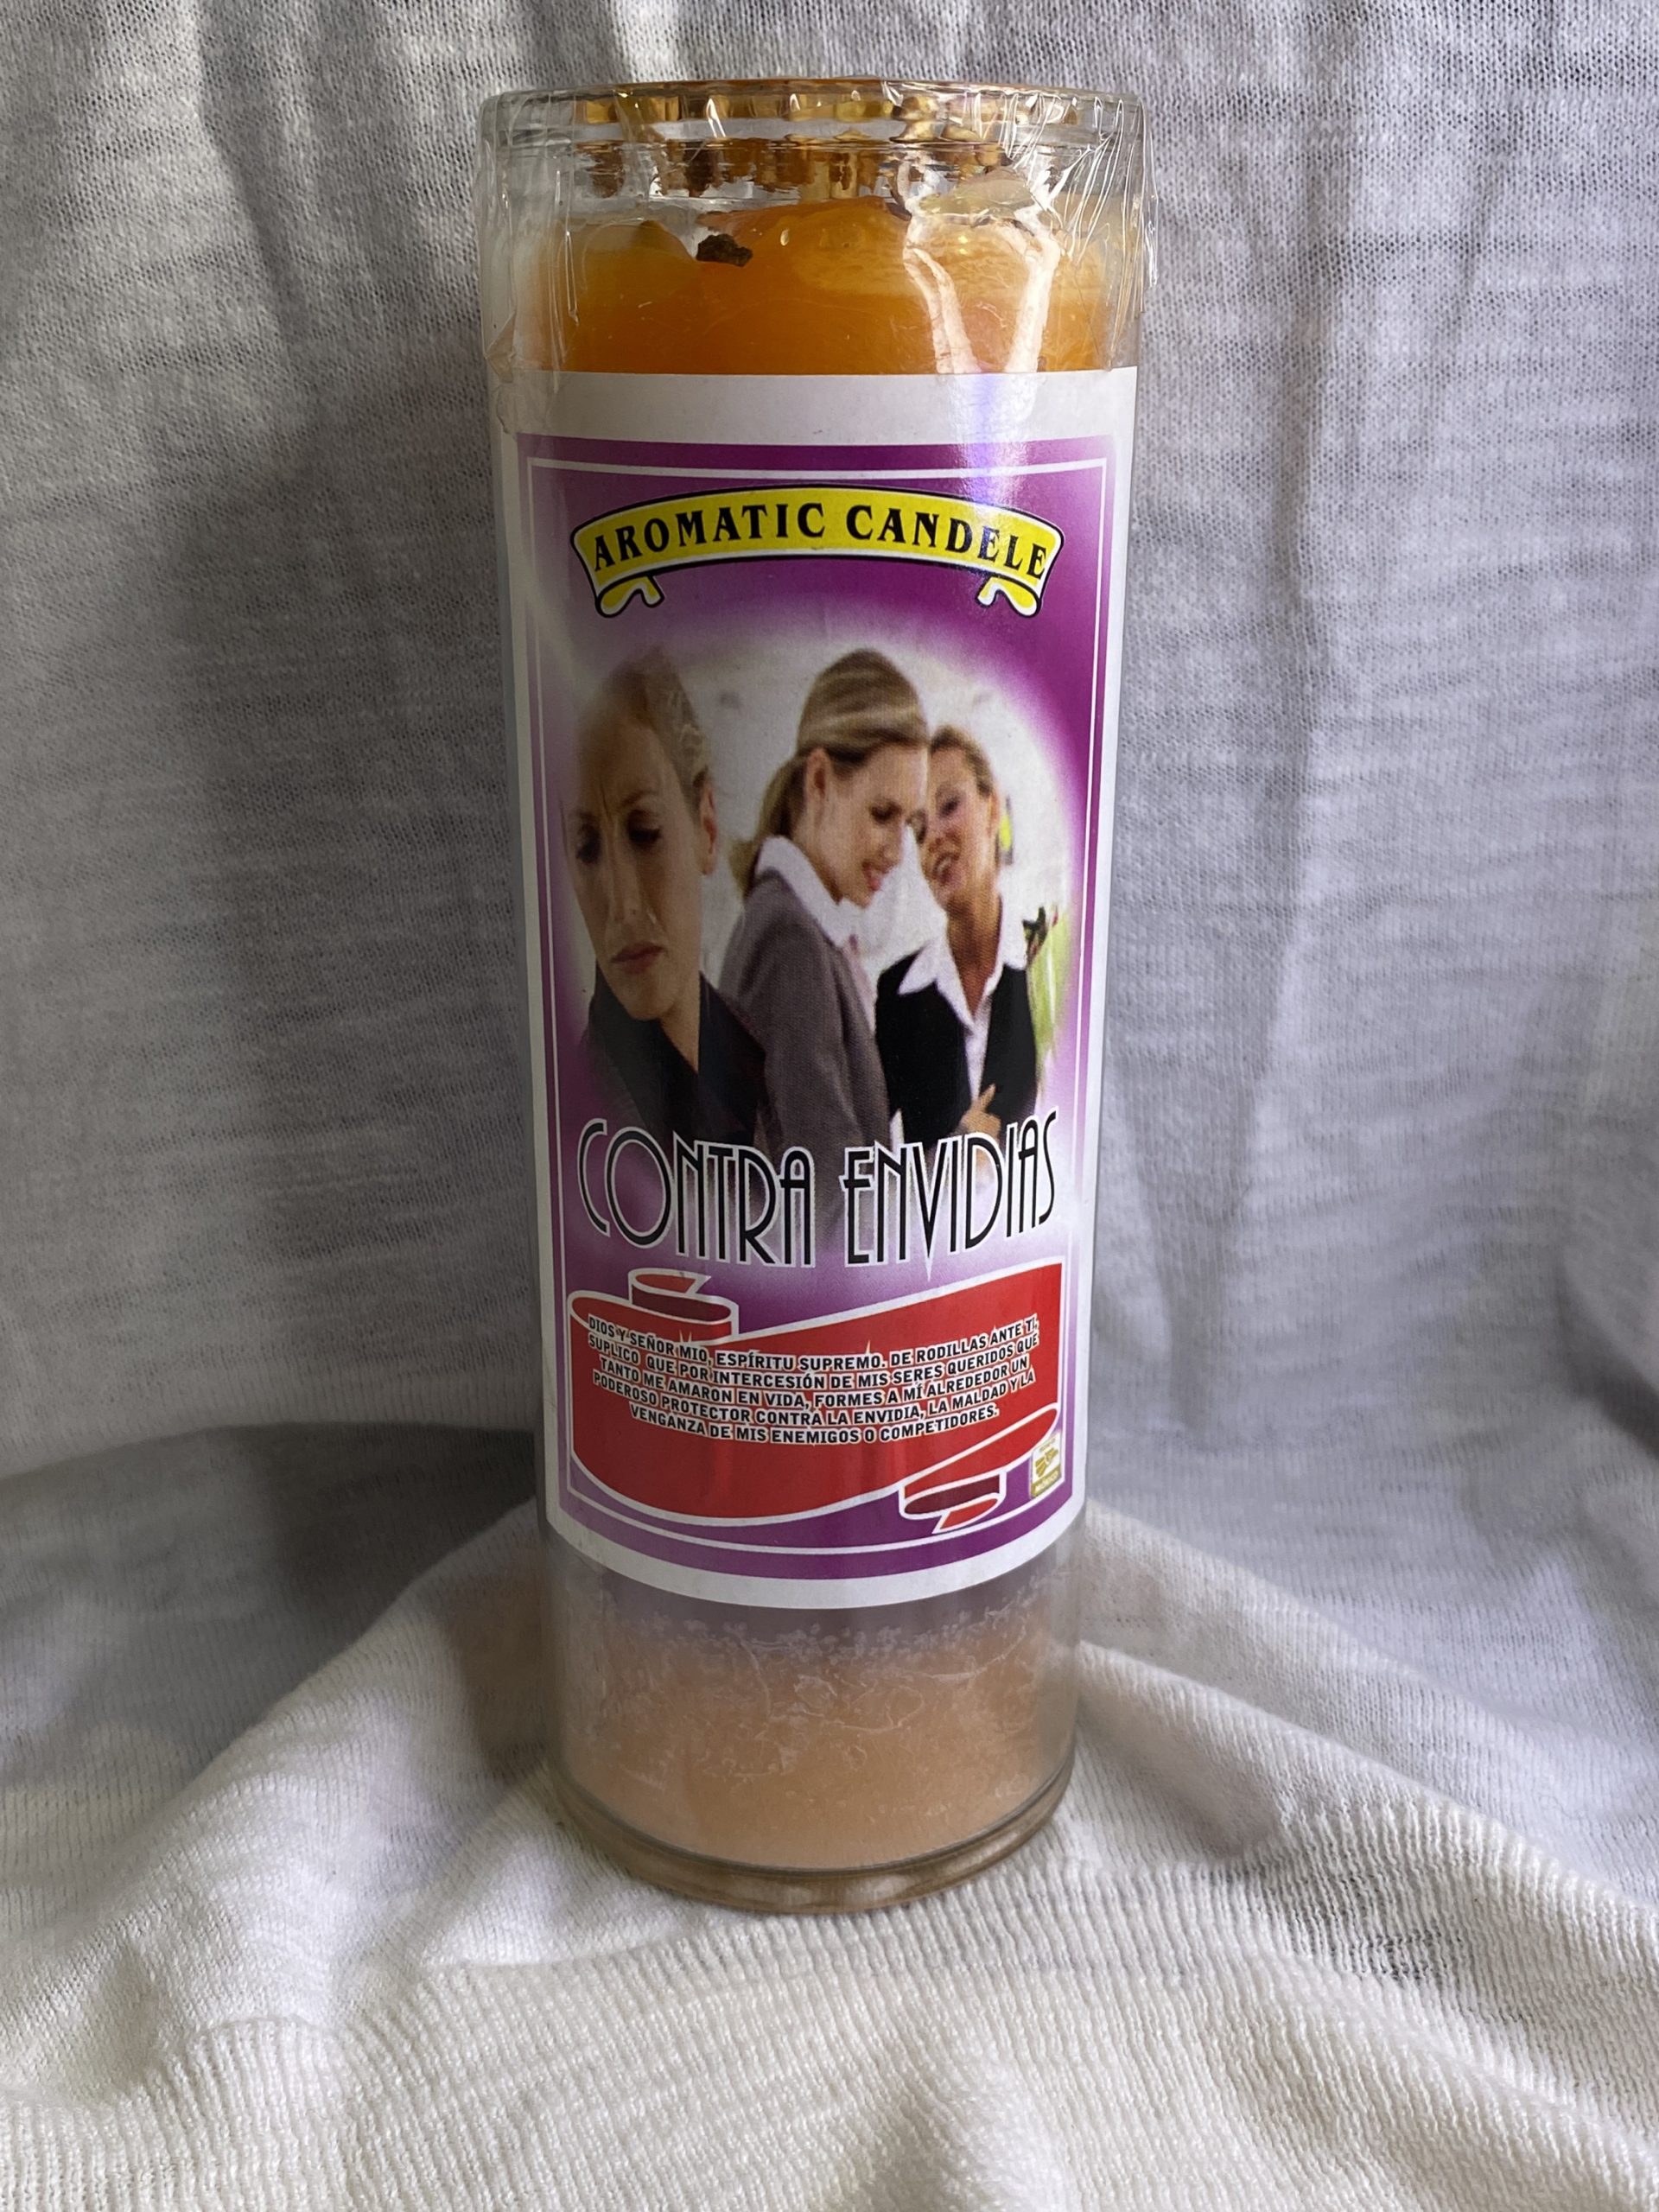 AROMATIC CANDELE
CONTRA ENVIDIAS
DIOS Y SEÑOR MIO, ESPÍRITU SUPREMO. DE RODILLAS ANTE TI,
SUPLICO QUE POR INTERCESIÓN DE MIS SERES QUERIDOS QUE
TANTO ME AMARON EN VIDA, FORMES A MÍ ALREDEDOR UN
PODEROSO PROTECTOR CONTRA LA ENVIDIA, LA MALDAD Y LA
VENGANZA DE MIS ENEMIGOS O COMPETIDORES.